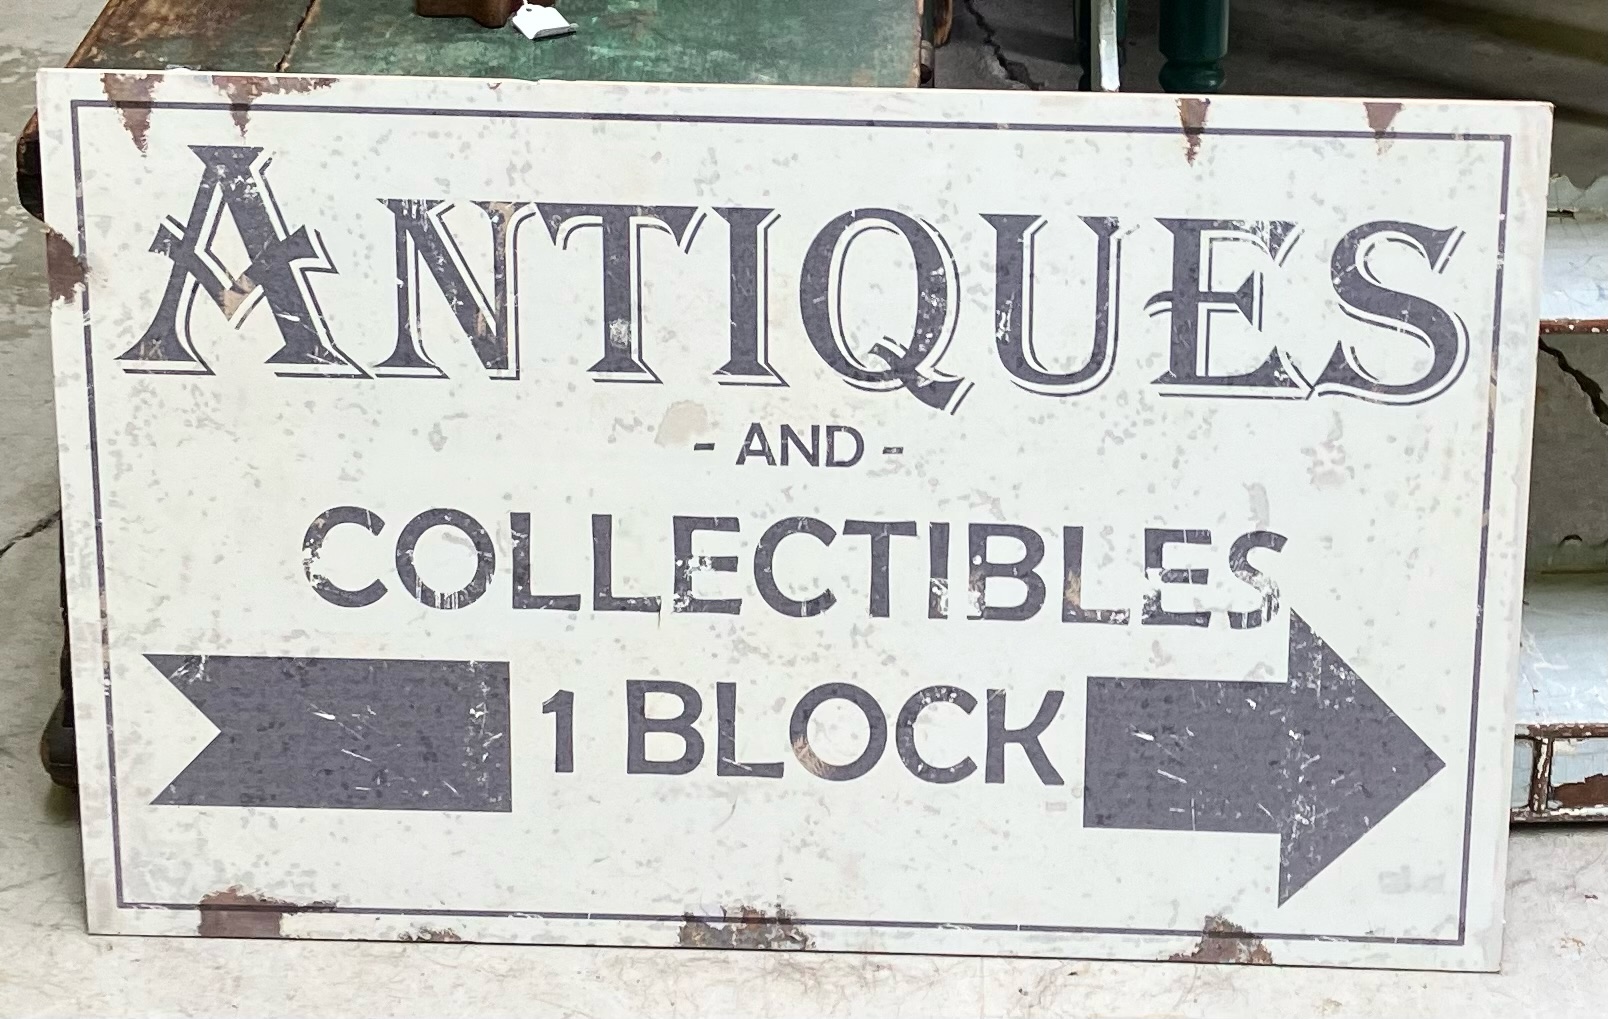 ANTIQUES
- AND -
COLLECTIBLES
1 BLOCK